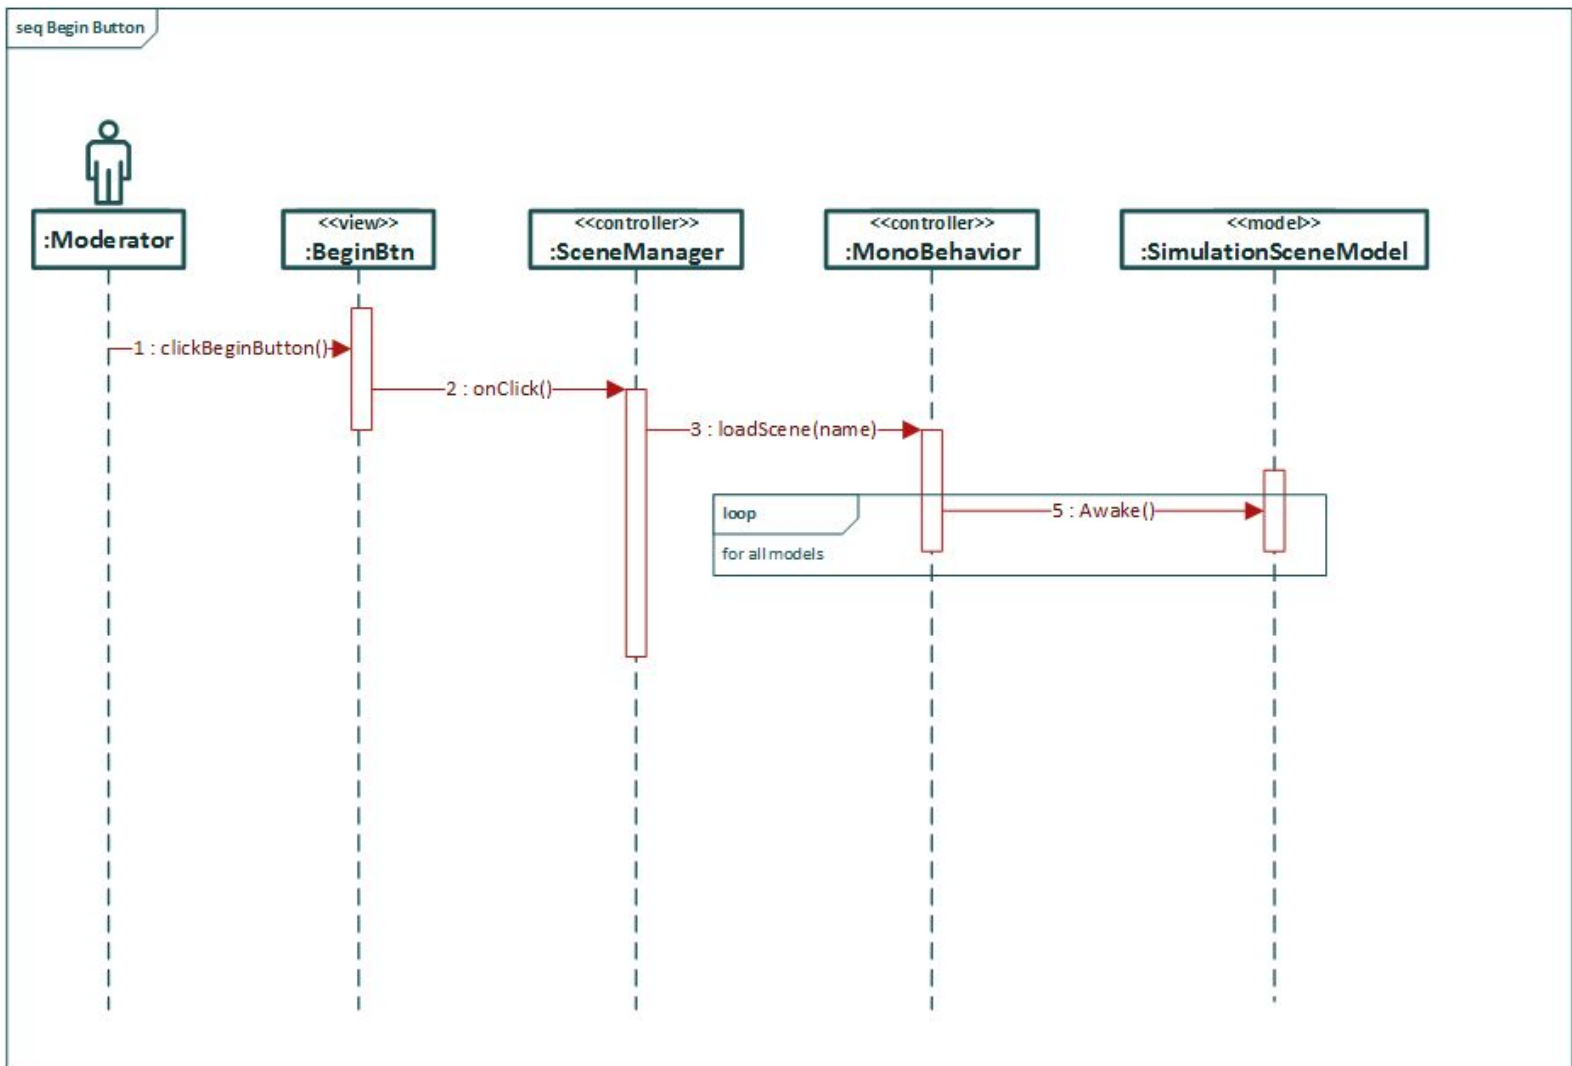 seq Begin Button
:Moderator
<<view>>
:BeginBtn
<<controller>>
:SceneManager
<<controller>>
:MonoBehavior
<<model>>
:SimulationSceneModel
1 : clickBeginButton()
2 : onClick()
3 : loadScene(name)
loop
5 : Awake()
for all models